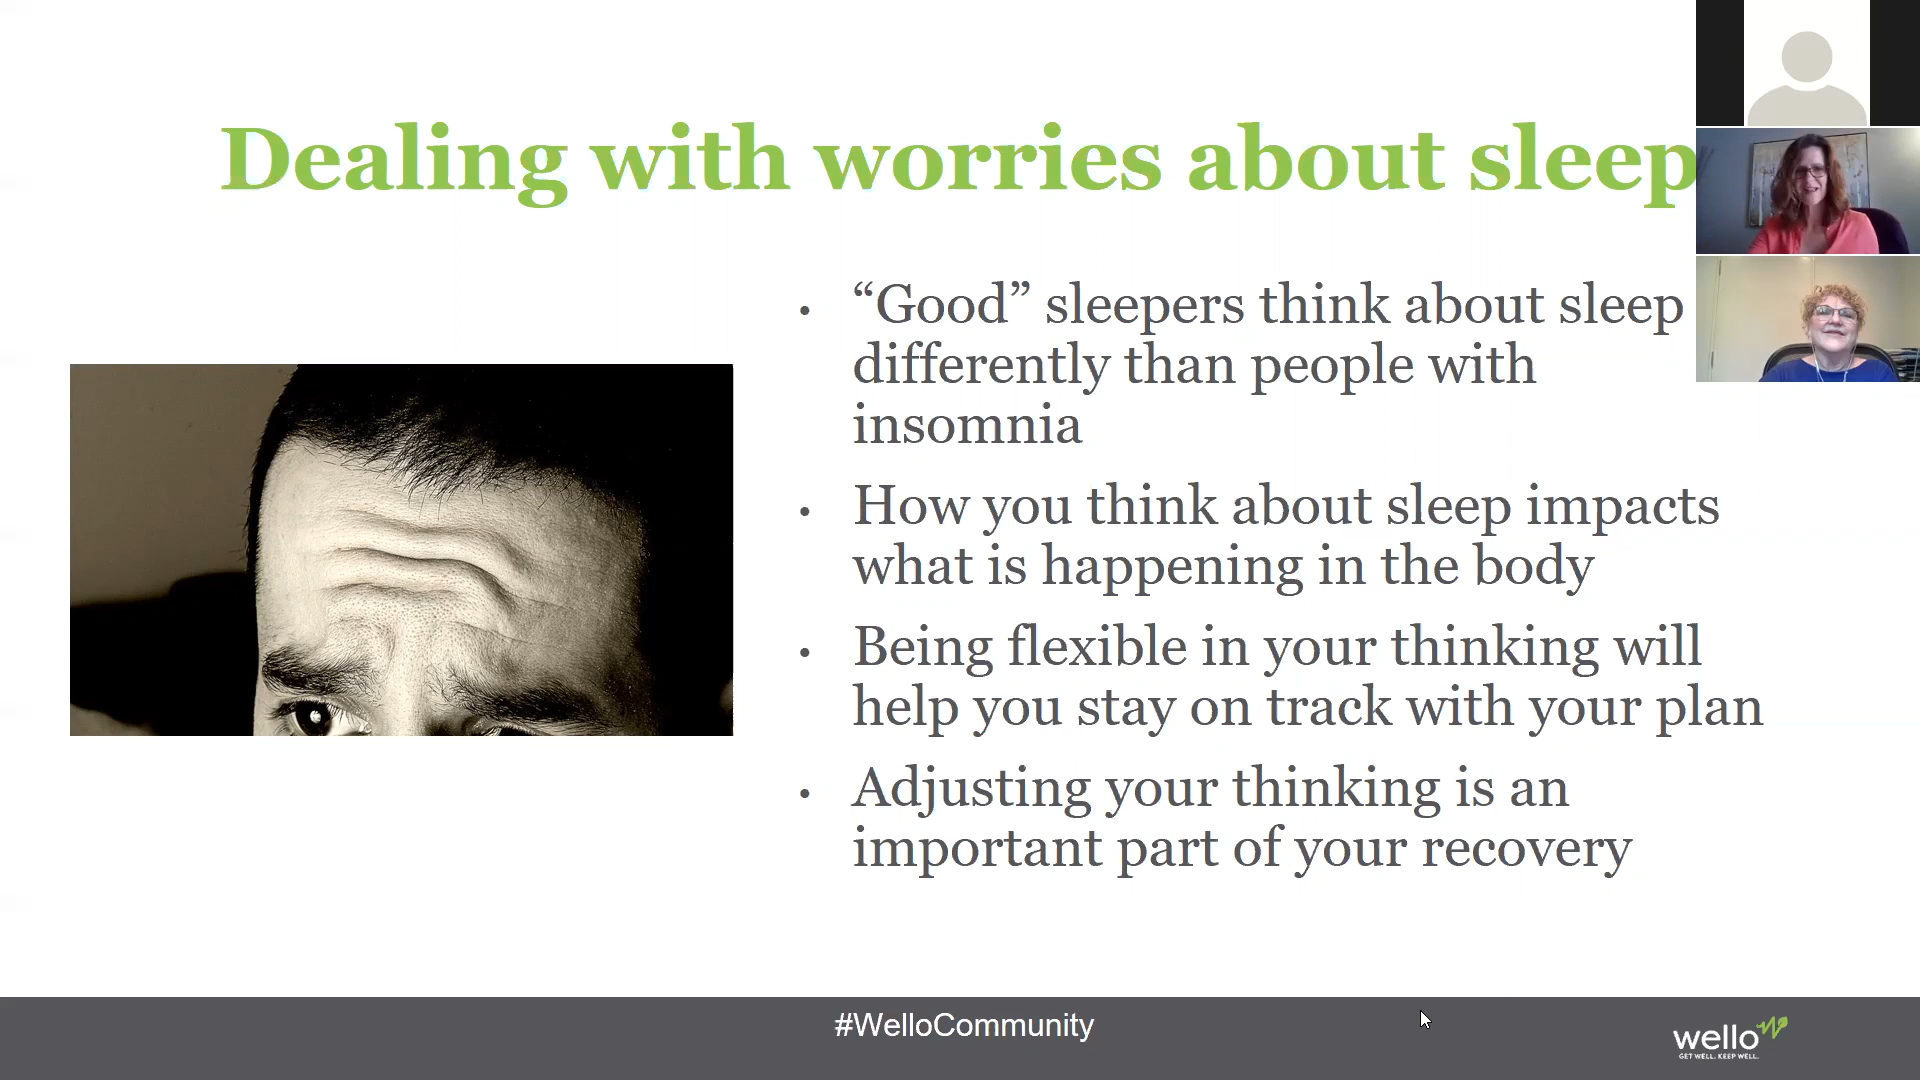 Dealing with worries about sleep
• “Good” sleepers think about sleep
differently than people with
insomnia
• How you think about sleep impacts
what is happening in the body
• Being flexible in your thinking will
help you stay on track with your plan
• Adjusting your thinking is an
important part of your recovery
#WelloCommunity
wello
GET WELL. KEEP WELL.